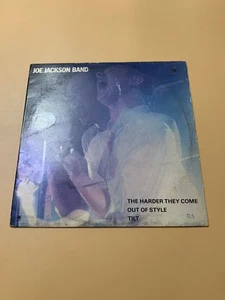 JOE JACKSON BAND
THE HARDER THEY COME
OUT OF STYLE
TILT